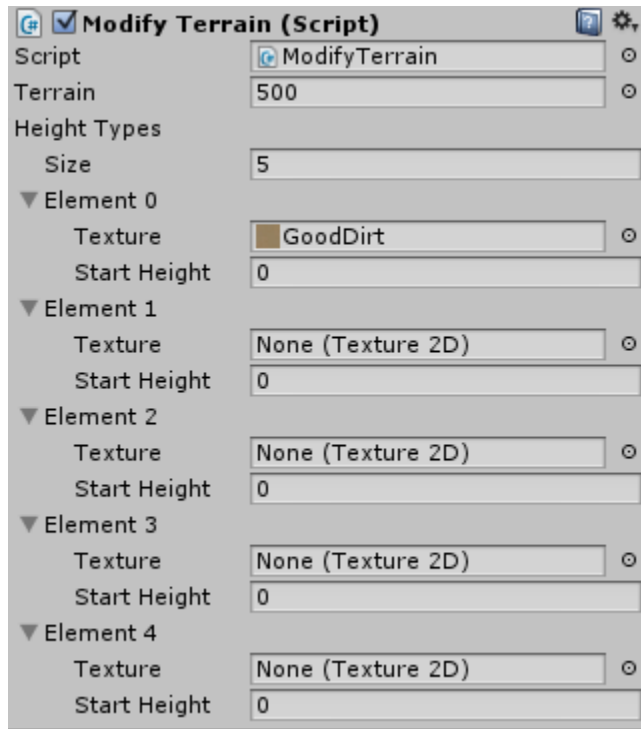 Modify Terrain (Script)
Script ModifyTerrain
Terrain 500
Height Types
Size 5
Element 0
Texture GoodDirt
Start Height 0
Element 1
Texture None (Texture 2D)
Start Height 0
Element 2
Texture None (Texture 2D)
Start Height 0
Element 3
Texture None (Texture 2D)
Start Height 0
Element 4
Texture None (Texture 2D)
Start Height 0